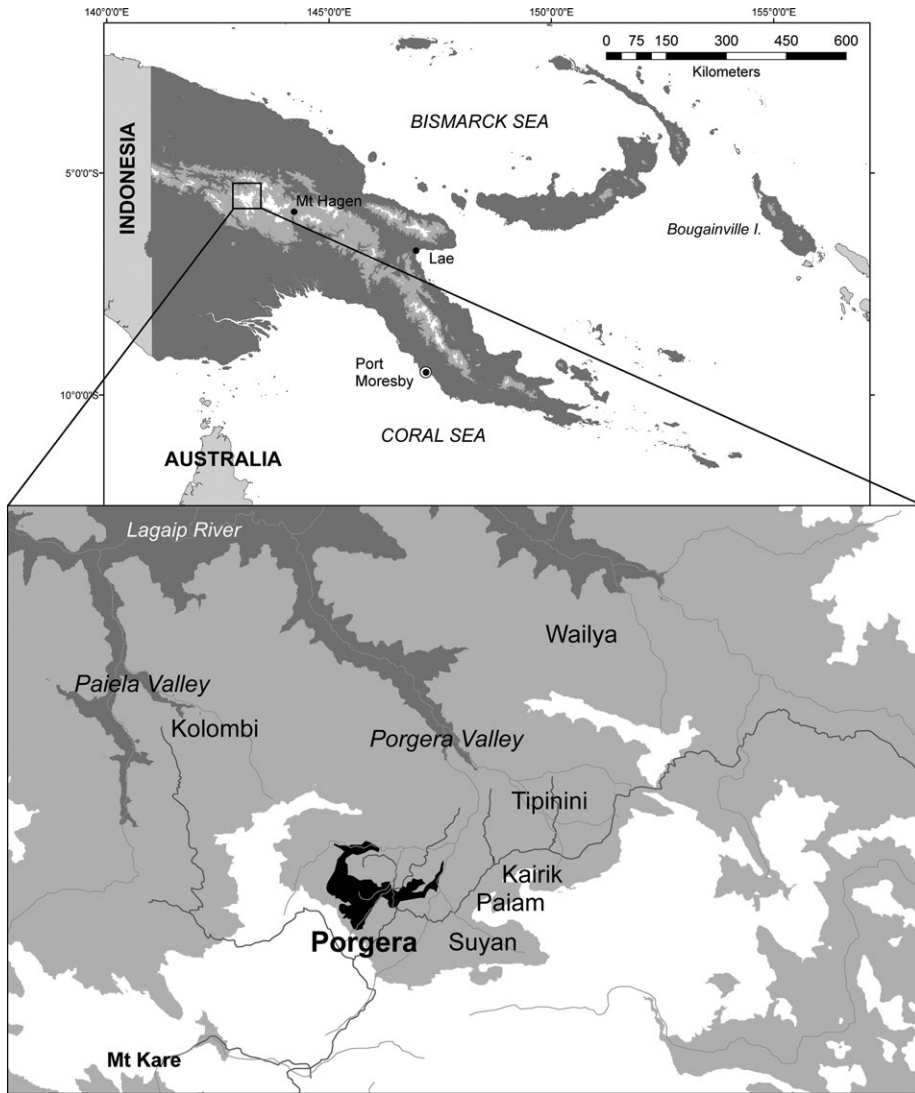 140°0'0"E
145°0'0"E
150°0'0"E
155°0'0"E
0 75 150 300 450 600
Kilometers
BISMARCK SEA
INDONESIA
5°0'0"S
Mt Hagen
Bougainville I.
Lae
Port
Moresby
10°0'0"S
CORAL SEA
AUSTRALIA
Lagaip River
Wailya
Paiela Valley
Kolombi
Porgera Valley
Tipinini
Kairik
Paiam
Porgera
Suyan
Mt Kare